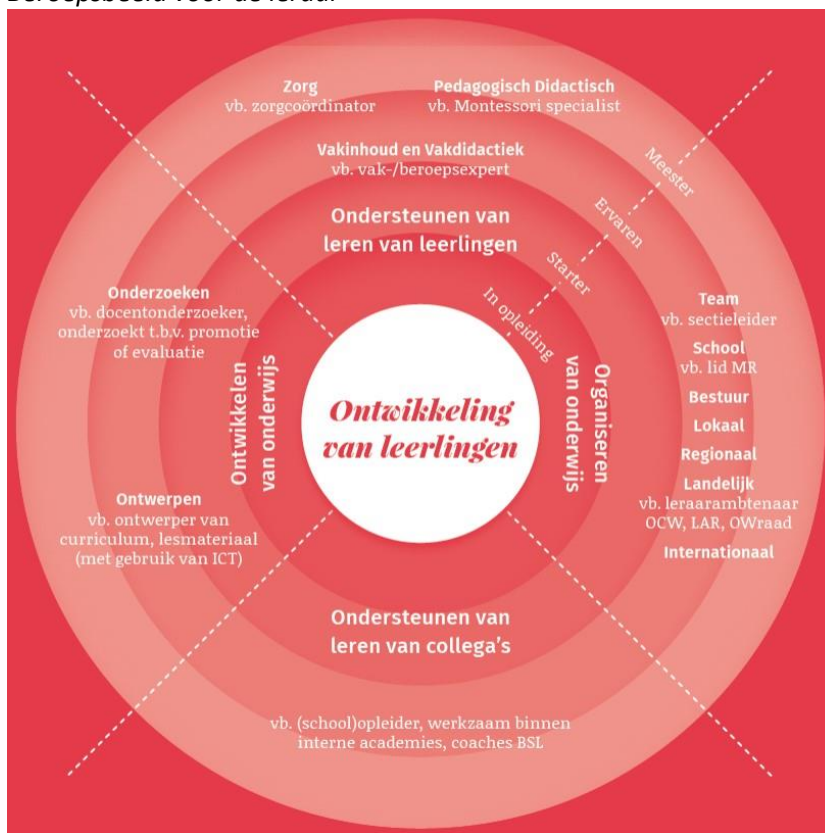 Beroepsbeeld voor de leraar
Zorg
vb. zorgcoördinator
Pedagogisch Didactisch
vb. Montessori specialist
Vakinhoud en Vakdidactiek
vb. vak-/beroepsexpert
Ondersteunen van
leren van leerlingen
Meester
Ervaren
Starter
In opleiding
Onderzoeken
vb. docentonderzoeker,
onderzoekt t.b.v. promotie
of evaluatie
Ontwikkelen
van onderwijs
Ontwerpen
vb. ontwerper van
curriculum, lesmateriaal
(met gebruik van ICT)
Ontwikkeling
van leerlingen
Organiseren
van onderwijs
Team
vb. sectieleider
School
vb. lid MR
Bestuur
Lokaal
Regionaal
Landelijk
vb. leraarambtenaar
OCW, LAR, OWraad
Internationaal
Ondersteunen van
leren van collega's
vb. (school)opleider, werkzaam binnen
interne academies, coaches BSL